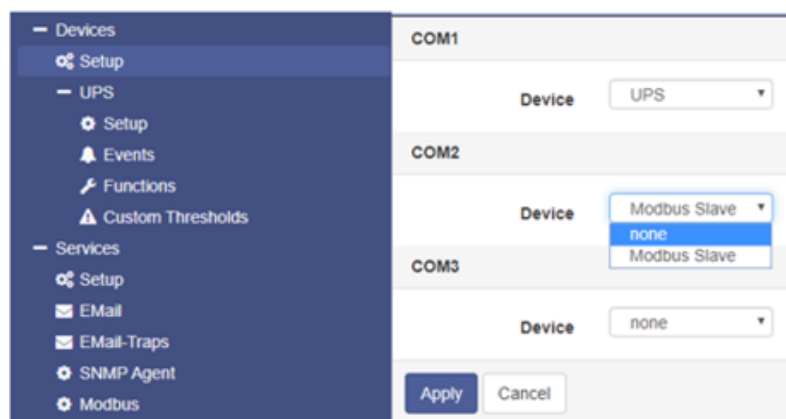 Devices
Setup
UPS
Setup
Events
Functions
Custom Thresholds
Services
Setup
EMail
EMail-Traps
SNMP Agent
Modbus
COM1
Device UPS
COM2
Device Modbus Slave
none
Modbus Slave
COM3
Device none
Apply Cancel